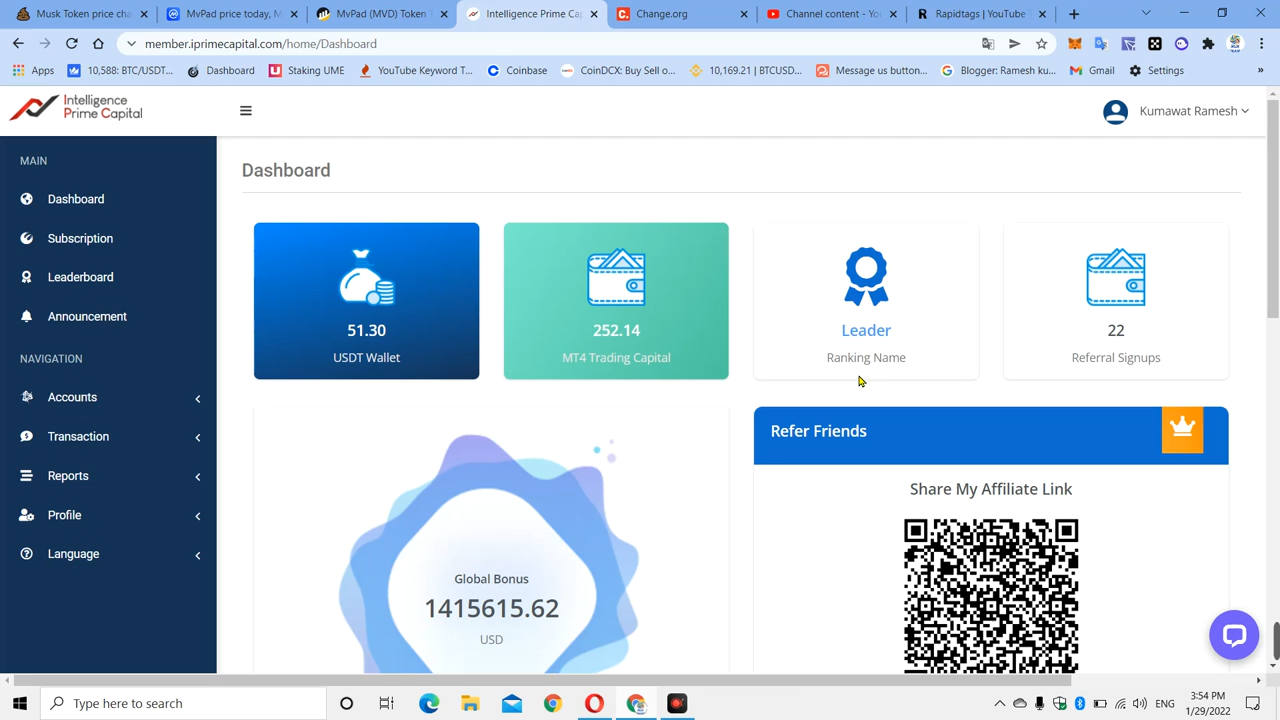 Musk Token price cha
MvPad price today, M
MvPad (MVD) Token T
Intelligence Prime Cap
Change.org
Channel content - You
Rapidtags | YouTube
member.iprimecapital.com/home/Dashboard
Apps
10,588: BTC/USDT...
Dashboard
Staking UME
YouTube Keyword T...
Coinbase
CoinDCX: Buy Sell o...
10,169.21 | BTCUSD...
Message us button...
Blogger: Ramesh ku...
Gmail
Settings
»
Intelligence
Prime Capital
Kumawat Ramesh
MAIN
Dashboard
Subscription
Leaderboard
Announcement
NAVIGATION
Accounts
Transaction
Reports
Profile
Language
Dashboard
51.30
USDT Wallet
252.14
MT4 Trading Capital
Leader
Ranking Name
22
Referral Signups
Global Bonus
1415615.62
USD
Refer Friends
Share My Affiliate Link
Type here to search
ENG
3:54 PM
1/29/2022